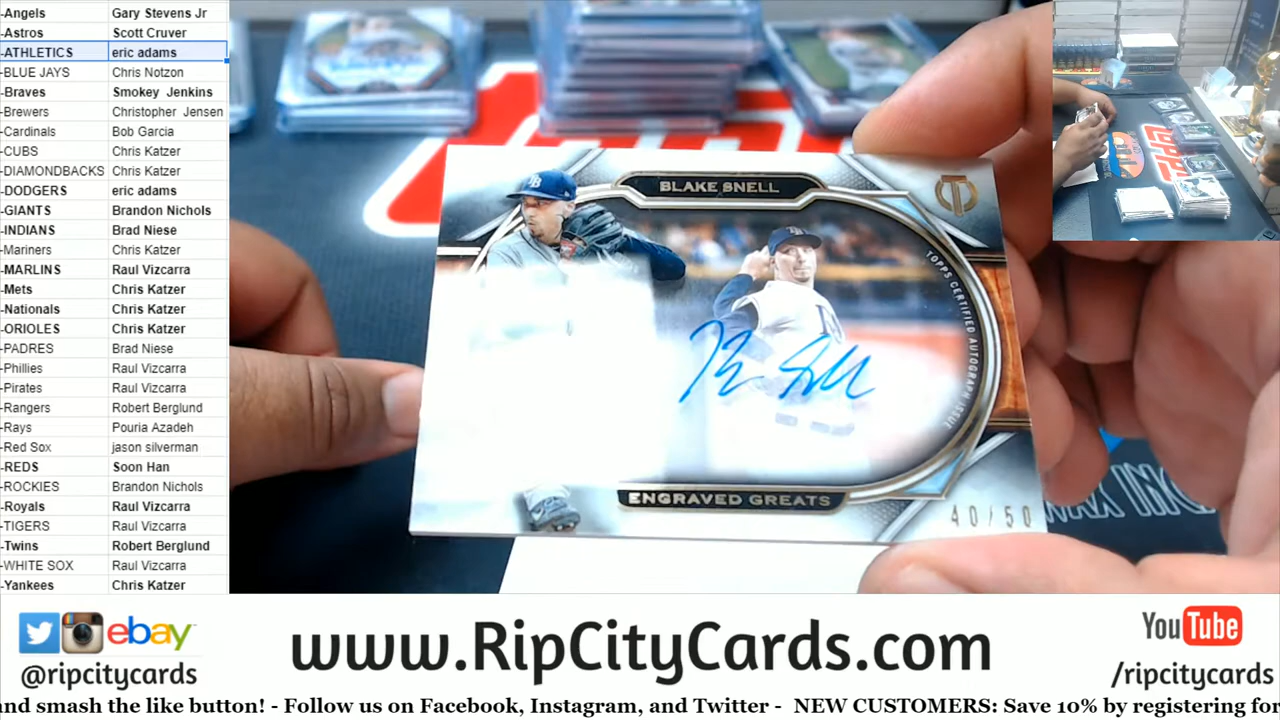 -Angels Gary Stevens Jr
-Astros Scott Cruver
-ATHLETICS eric adams
-BLUE JAYS Chris Notzon
-Braves Smokey Jenkins
-Brewers Christopher Jensen
-Cardinals Bob Garcia
-CUBS Chris Katzer
-DIAMONDBACKS Chris Katzer
-DODGERS eric adams
-GIANTS Brandon Nichols
-INDIANS Brad Niese
-Mariners Chris Katzer
-MARLINS Raul Vizcarra
-Mets Chris Katzer
-Nationals Chris Katzer
-ORIOLES Chris Katzer
-PADRES Brad Niese
-Phillies Raul Vizcarra
-Pirates Raul Vizcarra
-Rangers Robert Berglund
-Rays Pouria Azadeh
-Red Sox jason silverman
-REDS Soon Han
-ROCKIES Brandon Nichols
-Royals Raul Vizcarra
-TIGERS Raul Vizcarra
-Twins Robert Berglund
-WHITE SOX Raul Vizcarra
-Yankees Chris Katzer
BLAKE SNELL
TB
TOPPS CERTIFIED AUTOGRAPH ISSUE
ENGRAVED GREATS
40/50
TOPPS
ebay
@ripcitycards
www.RipCityCards.com
YouTube
/ripcitycards
and smash the like button! - Follow us on Facebook, Instagram, and Twitter - NEW CUSTOMERS: Save 10% by registering for